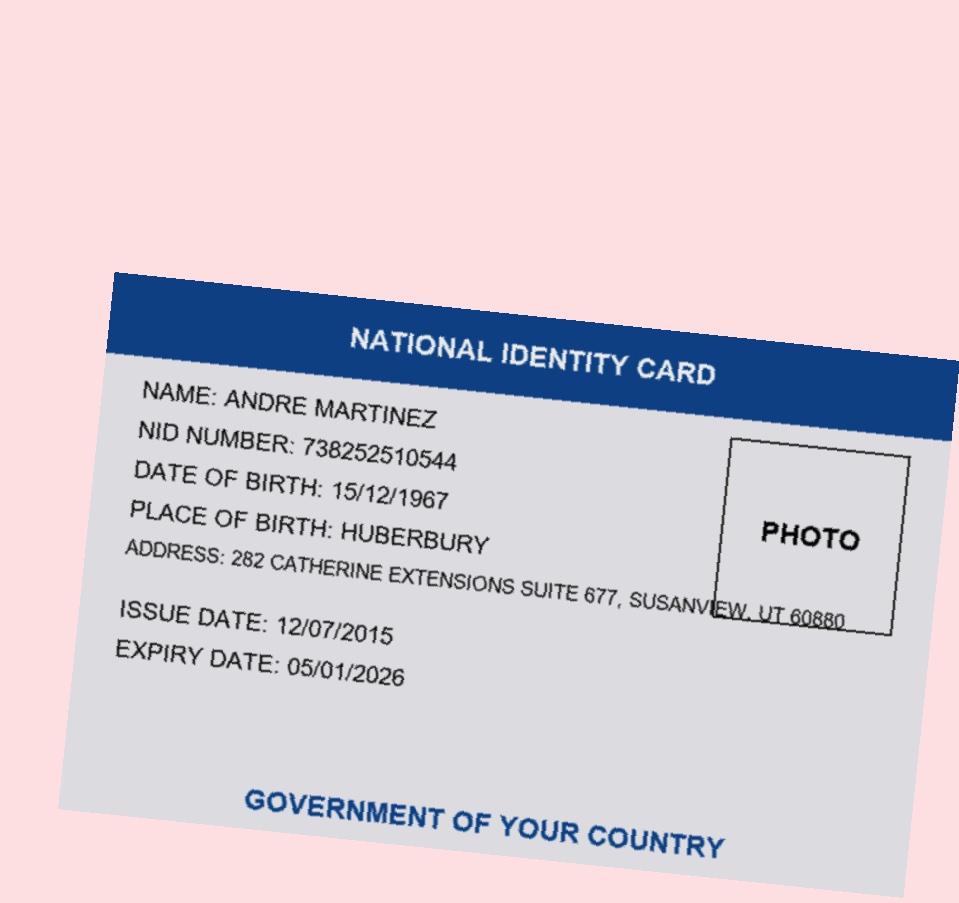 NATIONAL IDENTITY CARD
NAME: ANDRE MARTINEZ
NID NUMBER: 738252510544
DATE OF BIRTH: 15/12/1967
PLACE OF BIRTH: HUBERBURY
ADDRESS: 282 CATHERINE EXTENSIONS SUITE 677, SUSANVIEW, UT 60880
PHOTO
ISSUE DATE: 12/07/2015
EXPIRY DATE: 05/01/2026
GOVERNMENT OF YOUR COUNTRY